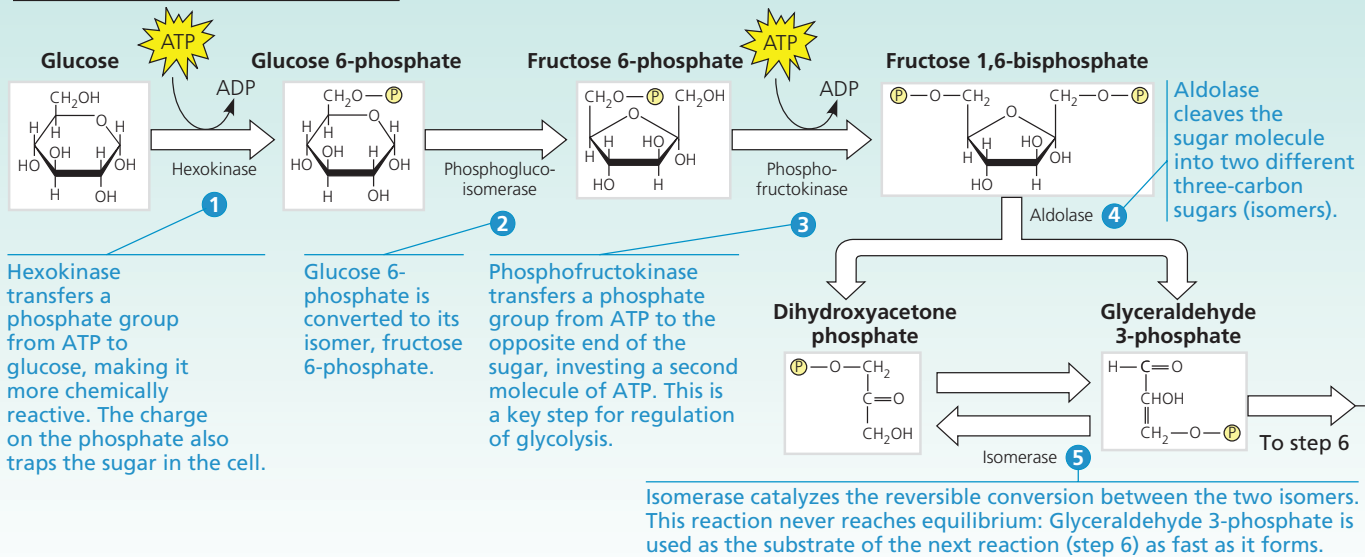 ATP
ATP
Glucose
Glucose 6-phosphate
Fructose 6-phosphate
Fructose 1,6-bisphosphate
ADP
ADP
CH₂OH
H
O
H
H
OH
H
HO
OH
H
OH
Hexokinase
1
CH₂O—P
H
O
H
H
OH
H
HO
OH
H
OH
Phosphogluco-
isomerase
2
CH₂O—P
CH₂OH
O
H
H
HO
OH
HO
H
Phospho-
fructokinase
3
P—O—CH₂
CH₂—O—P
O
H
H
HO
OH
HO
H
Aldolase
4
Aldolase
cleaves the
sugar molecule
into two different
three-carbon
sugars (isomers).
Hexokinase
transfers a
phosphate group
from ATP to
glucose, making it
more chemically
reactive. The charge
on the phosphate also
traps the sugar in the cell.
Glucose 6-
phosphate is
converted to its
isomer, fructose
6-phosphate.
Phosphofructokinase
transfers a phosphate
group from ATP to the
opposite end of the
sugar, investing a second
molecule of ATP. This is
a key step for regulation
of glycolysis.
Dihydroxyacetone
phosphate
P—O—CH₂
C=O
CH₂OH
Glyceraldehyde
3-phosphate
H—C=O
CHOH
CH₂—O—P
Isomerase
5
To step 6
Isomerase catalyzes the reversible conversion between the two isomers.
This reaction never reaches equilibrium: Glyceraldehyde 3-phosphate is
used as the substrate of the next reaction (step 6) as fast as it forms.